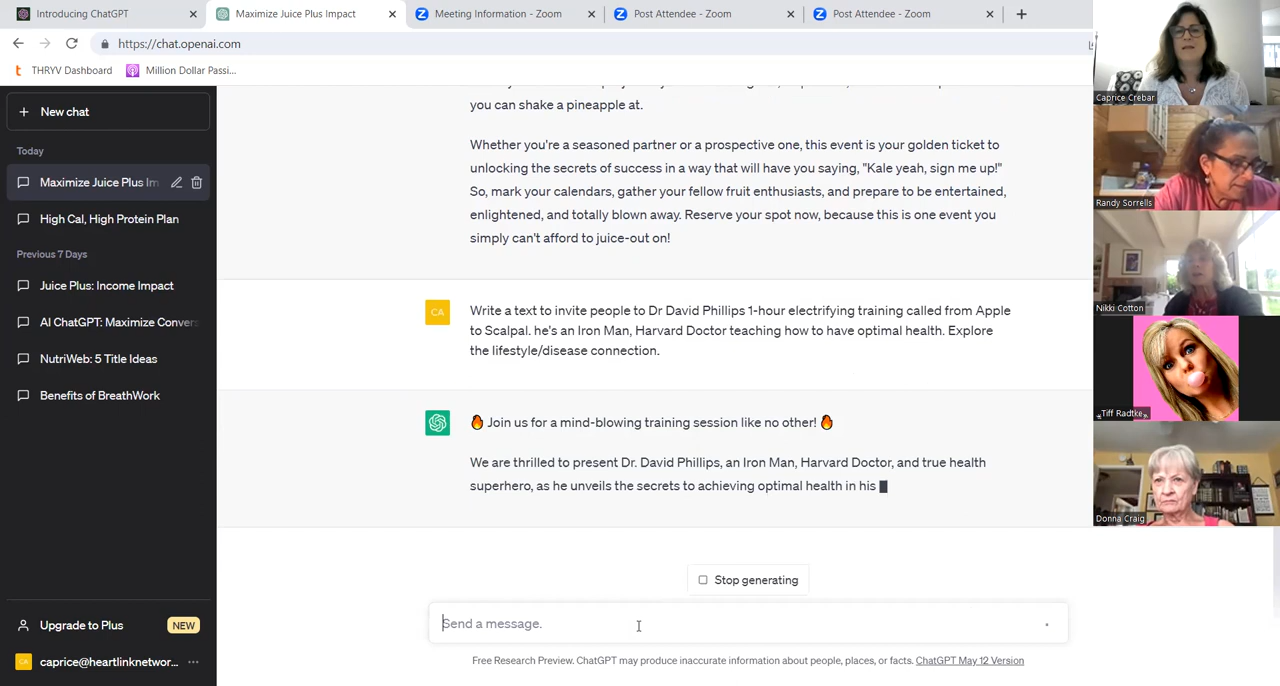 Introducing ChatGPT
Maximize Juice Plus Impact
Meeting Information - Zoom
Post Attendee - Zoom
Post Attendee - Zoom
https://chat.openai.com
THRYV Dashboard
Million Dollar Passi...
New chat
Today
Maximize Juice Plus Im
High Cal, High Protein Plan
Previous 7 Days
Juice Plus: Income Impact
AI ChatGPT: Maximize Convers
NutriWeb: 5 Title Ideas
Benefits of BreathWork
Upgrade to Plus
NEW
CA
caprice@heartlinknetwor...
you can shake a pineapple at.
Whether you're a seasoned partner or a prospective one, this event is your golden ticket to
unlocking the secrets of success in a way that will have you saying, "Kale yeah, sign me up!"
So, mark your calendars, gather your fellow fruit enthusiasts, and prepare to be entertained,
enlightened, and totally blown away. Reserve your spot now, because this is one event you
simply can't afford to juice-out on!
CA
Write a text to invite people to Dr David Phillips 1-hour electrifying training called from Apple
to Scalpal. he's an Iron Man, Harvard Doctor teaching how to have optimal health. Explore
the lifestyle/disease connection.
🔥 Join us for a mind-blowing training session like no other! 🔥
We are thrilled to present Dr. David Phillips, an Iron Man, Harvard Doctor, and true health
superhero, as he unveils the secrets to achieving optimal health in his
Stop generating
Send a message.
Free Research Preview. ChatGPT may produce inaccurate information about people, places, or facts. ChatGPT May 12 Version
Caprice Crebar
Randy Sorrells
Nikki Cotton
Tiff Radtke
Donna Craig